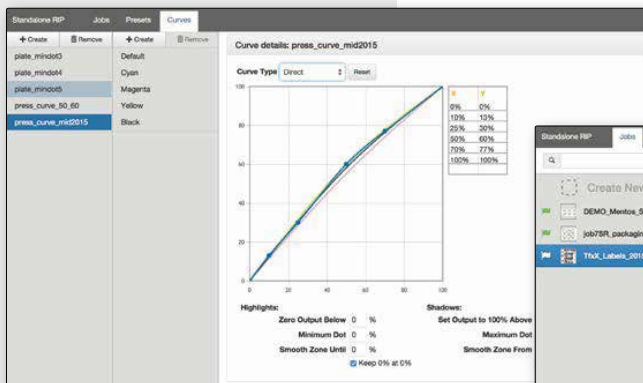 Standalone RIP Jobs Presets Curves
+ Create Remove + Create Remove
plate_mindot3
plate_mindot4
plate_mindot5
press_curve_50_60
press_curve_mid2015
Default
Cyan
Magenta
Yellow
Black
Curve details: press_curve_mid2015
Curve Type Direct Reset
100
80
60
40
20
0
0 20 40 60 80 100
X Y
0% 0%
10% 13%
25% 30%
50% 60%
70% 77%
100% 100%
Highlights:
Zero Output Below 0 %
Minimum Dot 0 %
Smooth Zone Until 0 %
Keep 0% at 0%
Shadows:
Set Output to 100% Above
Maximum Dot
Smooth Zone From
Standalone RIP Jobs
Create New
DEMO_Mentos_S
job7SR_packagin
TfxX_Labels_201